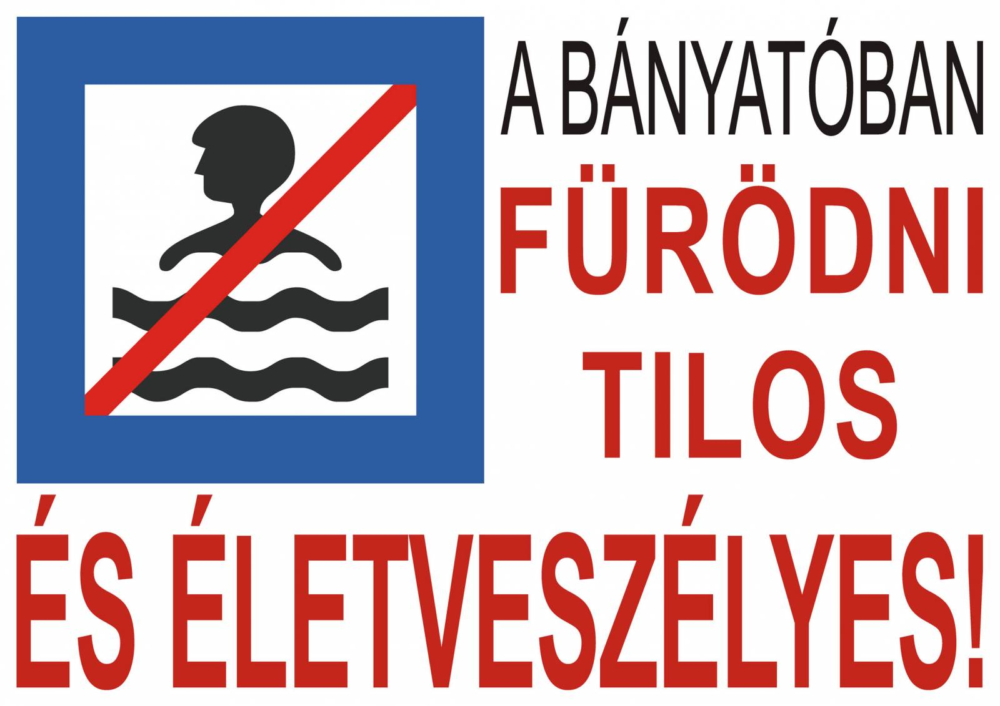 A BÁNYATÓBAN
FÜRÖDNI
TILOS
ÉS ÉLETVESZÉLYES!